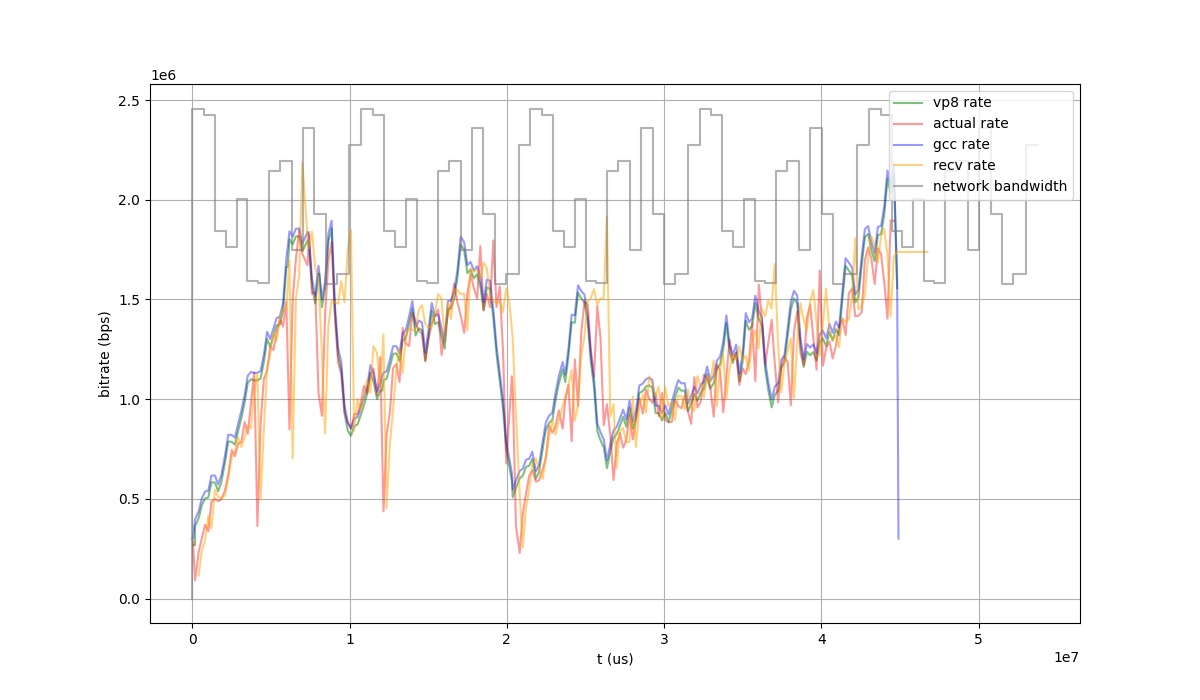 1e6
2.5
2.0
1.5
1.0
0.5
0.0
bitrate (bps)
vp8 rate
actual rate
gcc rate
recv rate
network bandwidth
0 1 2 3 4 5
t (us)
1e7